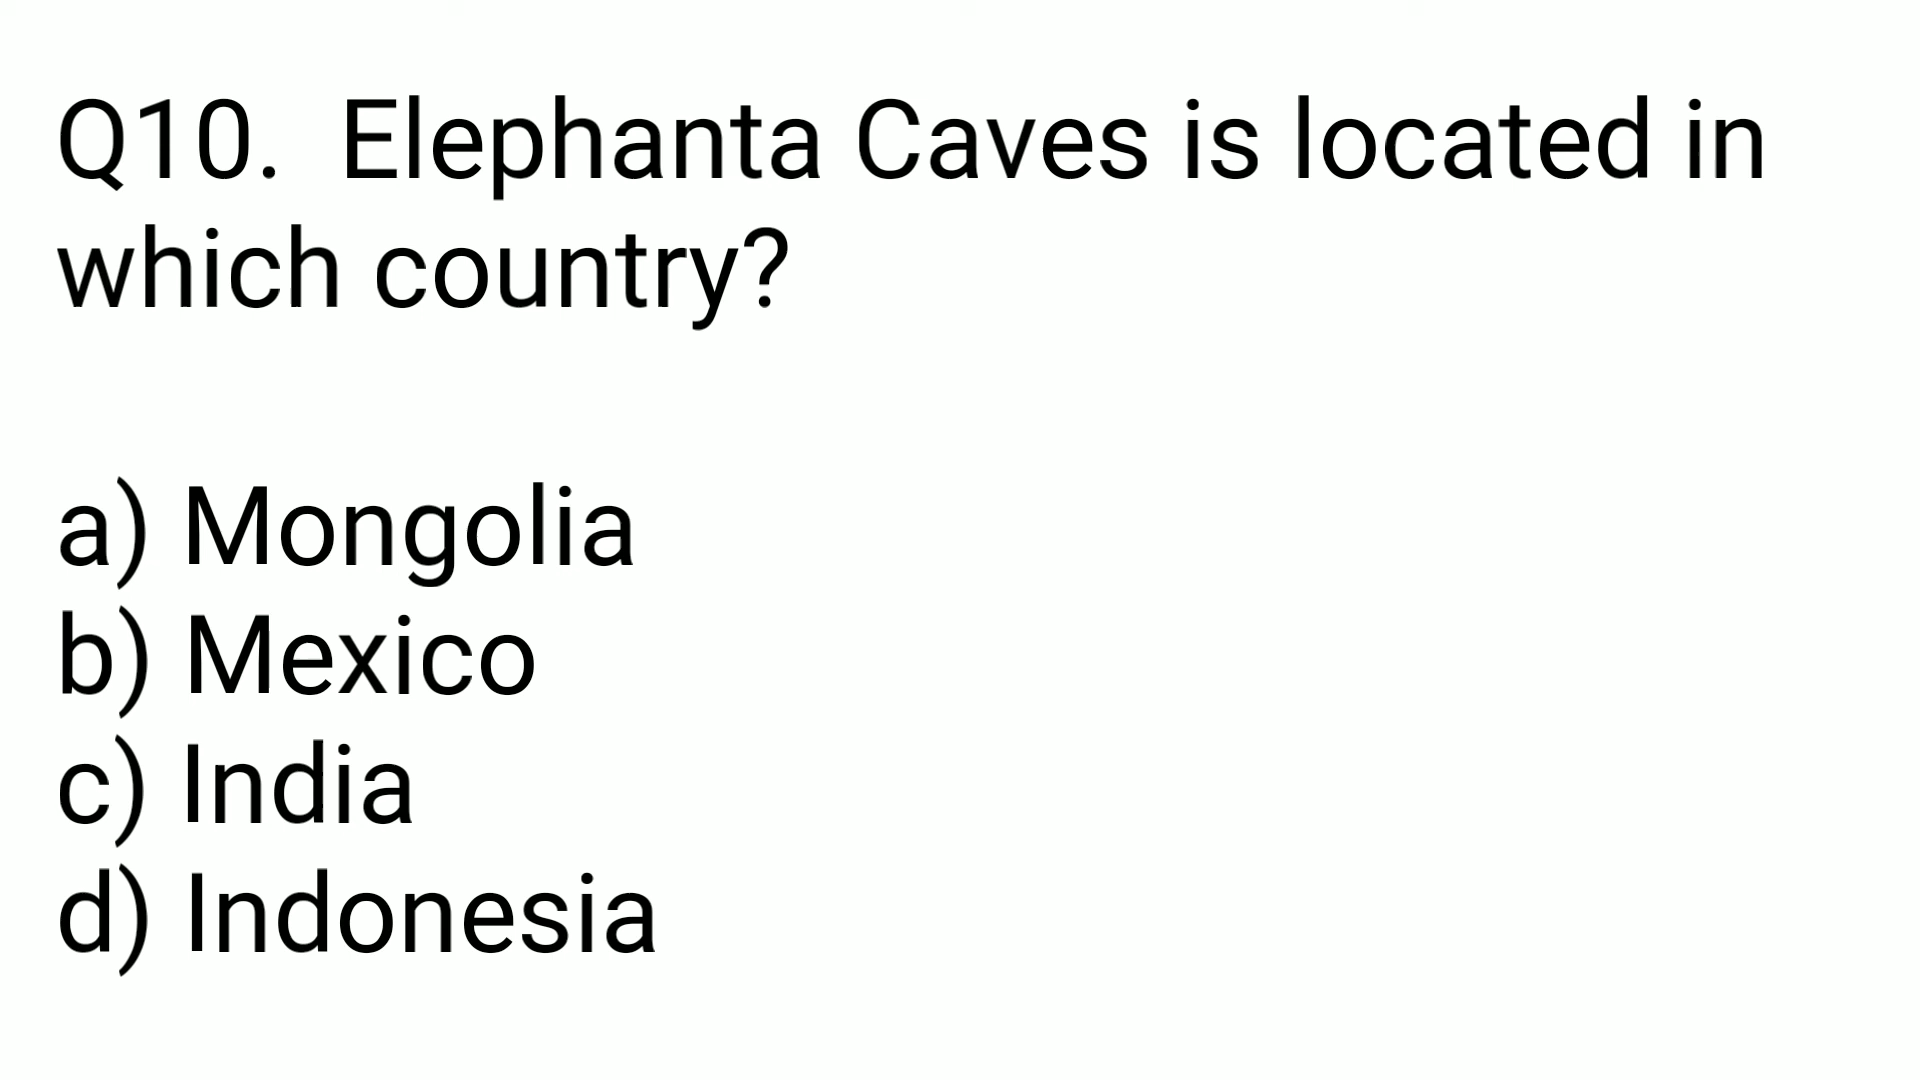 Q10.  Elephanta Caves is located in
which country?
a) Mongolia
b) Mexico
c) India
d) Indonesia